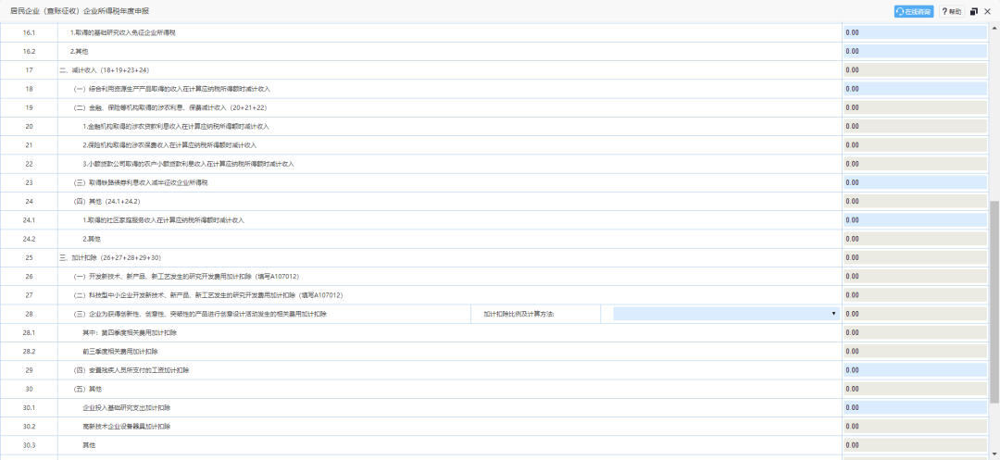 居民企业（查账征收）企业所得税年度申报 在线咨询 ? 帮助
16.1 1.取得的基础研究收入免征企业所得税 0.00
16.2 2.其他 0.00
17 二、减计收入（18+19+23+24） 0.00
18 （一）综合利用资源生产产品取得的收入在计算应纳税所得额时减计收入 0.00
19 （二）金融、保险等机构取得的涉农利息、保费减计收入（20+21+22） 0.00
20 1.金融机构取得的涉农贷款利息收入在计算应纳税所得额时减计收入 0.00
21 2.保险机构取得的涉农保费收入在计算应纳税所得额时减计收入 0.00
22 3.小额贷款公司取得的农户小额贷款利息收入在计算应纳税所得额时减计收入 0.00
23 （三）取得铁路债券利息收入减半征收企业所得税 0.00
24 （四）其他（24.1+24.2） 0.00
24.1 1.取得的社区家庭服务收入在计算应纳税所得额时减计收入 0.00
24.2 2.其他 0.00
25 三、加计扣除（26+27+28+29+30） 0.00
26 （一）开发新技术、新产品、新工艺发生的研究开发费用加计扣除（填写A107012） 0.00
27 （二）科技型中小企业开发新技术、新产品、新工艺发生的研究开发费用加计扣除（填写A107012） 0.00
28 （三）企业为获得创新性、创意性、突破性的产品进行创意设计活动发生的相关费用加计扣除 加计扣除比例及计算方法: 0.00
28.1 其中：第四季度相关费用加计扣除 0.00
28.2 前三季度相关费用加计扣除 0.00
29 （四）安置残疾人员所支付的工资加计扣除 0.00
30 （五）其他 0.00
30.1 企业投入基础研究支出加计扣除 0.00
30.2 高新技术企业设备器具加计扣除 0.00
30.3 其他 0.00